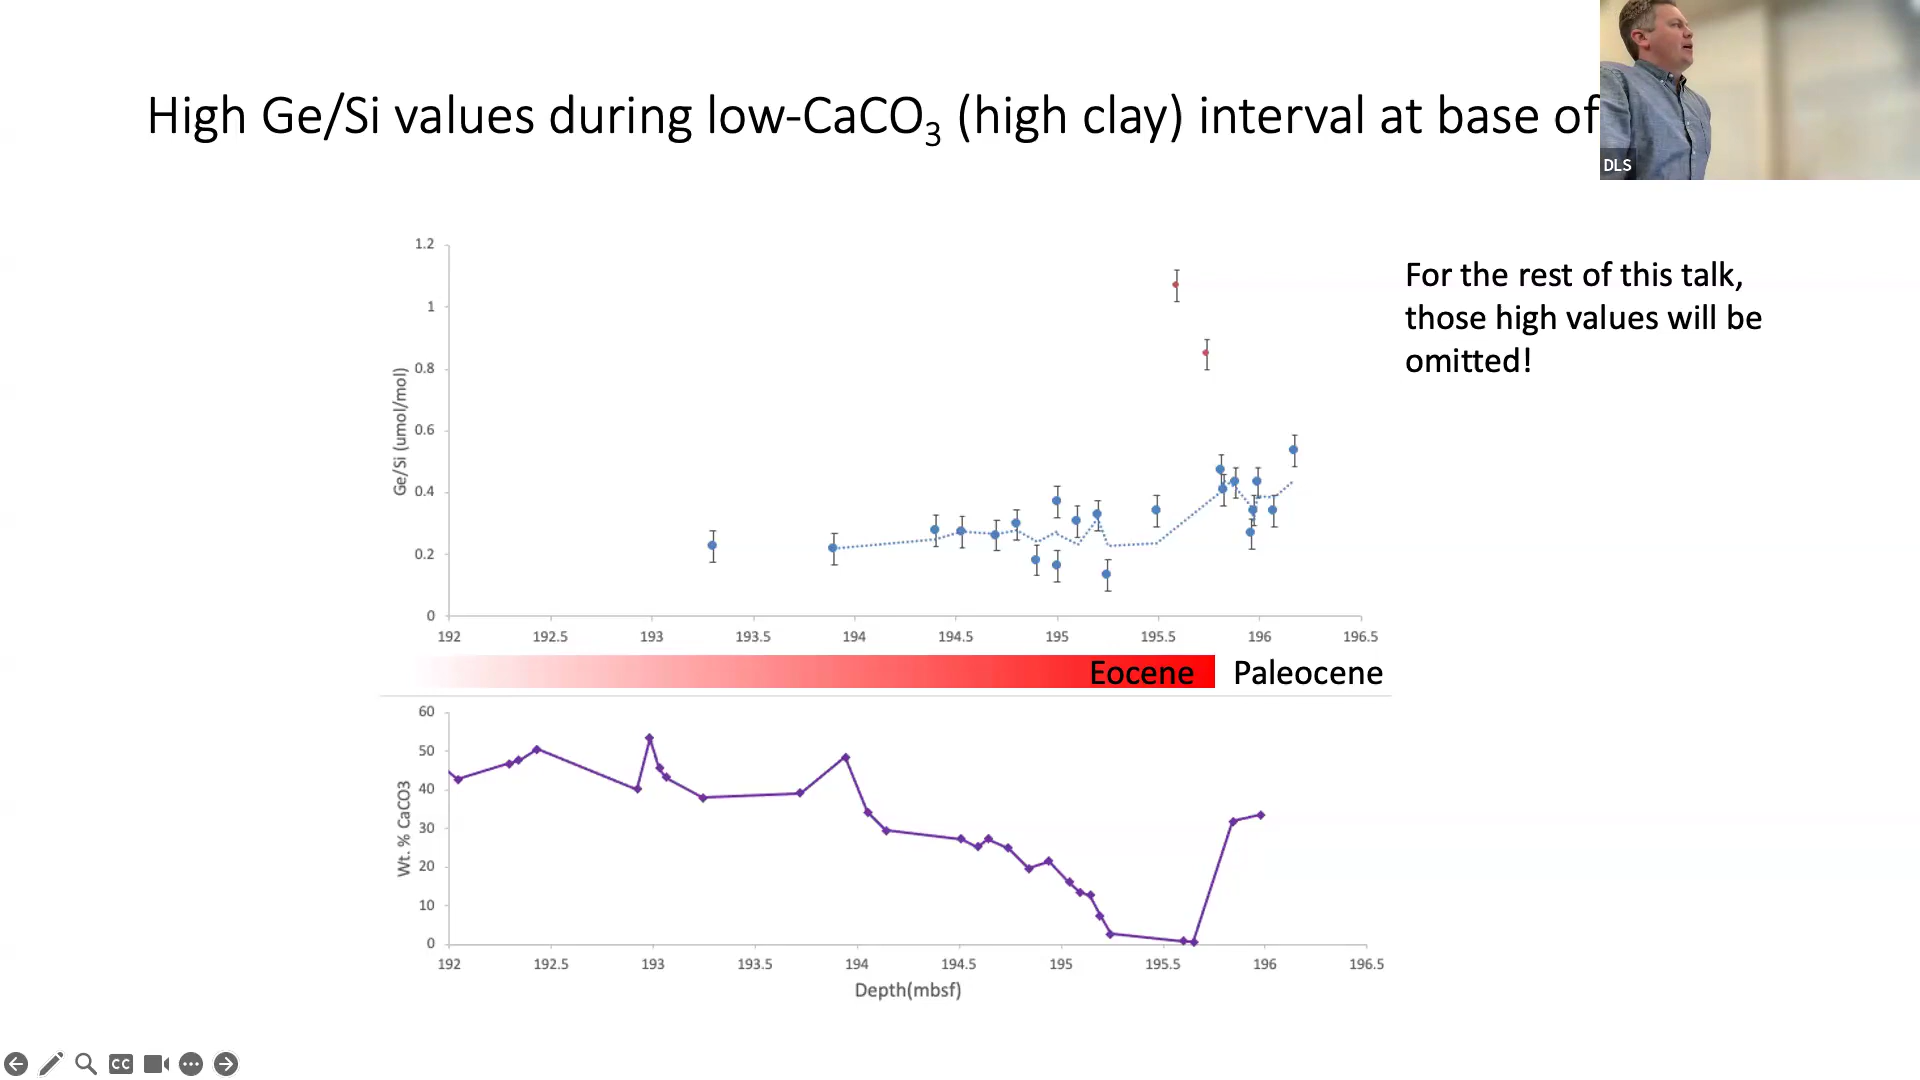 High Ge/Si values during low-CaCO3 (high clay) interval at base of
DLS
For the rest of this talk,
those high values will be
omitted!
Ge/Si (umol/mol)
1.2
1
0.8
0.6
0.4
0.2
0
192 192.5 193 193.5 194 194.5 195 195.5 196 196.5
Eocene Paleocene
Wt. % CaCO3
60
50
40
30
20
10
0
192 192.5 193 193.5 194 194.5 195 195.5 196 196.5
Depth(mbsf)
CC